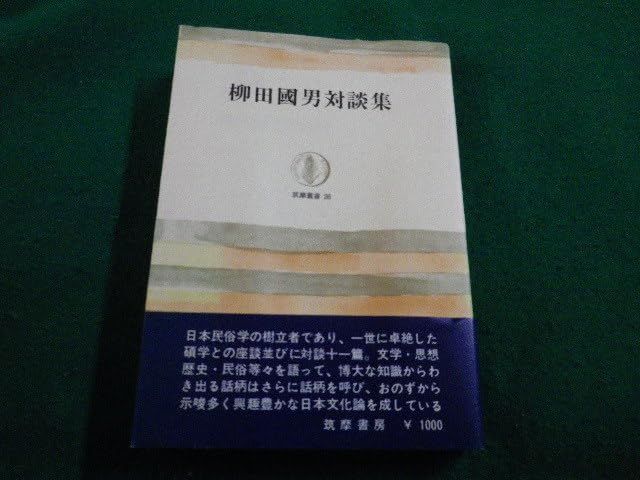 柳田國男対談集
筑摩叢書 26
日本民俗学の樹立者であり、一世に卓絶した
碩学との座談並びに対談十一篇。文学・思想
歴史・民俗等々を語って、博大な知識からわ
き出る話柄はさらに話柄を呼び、おのずから
示唆多く興趣豊かな日本文化論を成している
筑摩書房 ￥1000